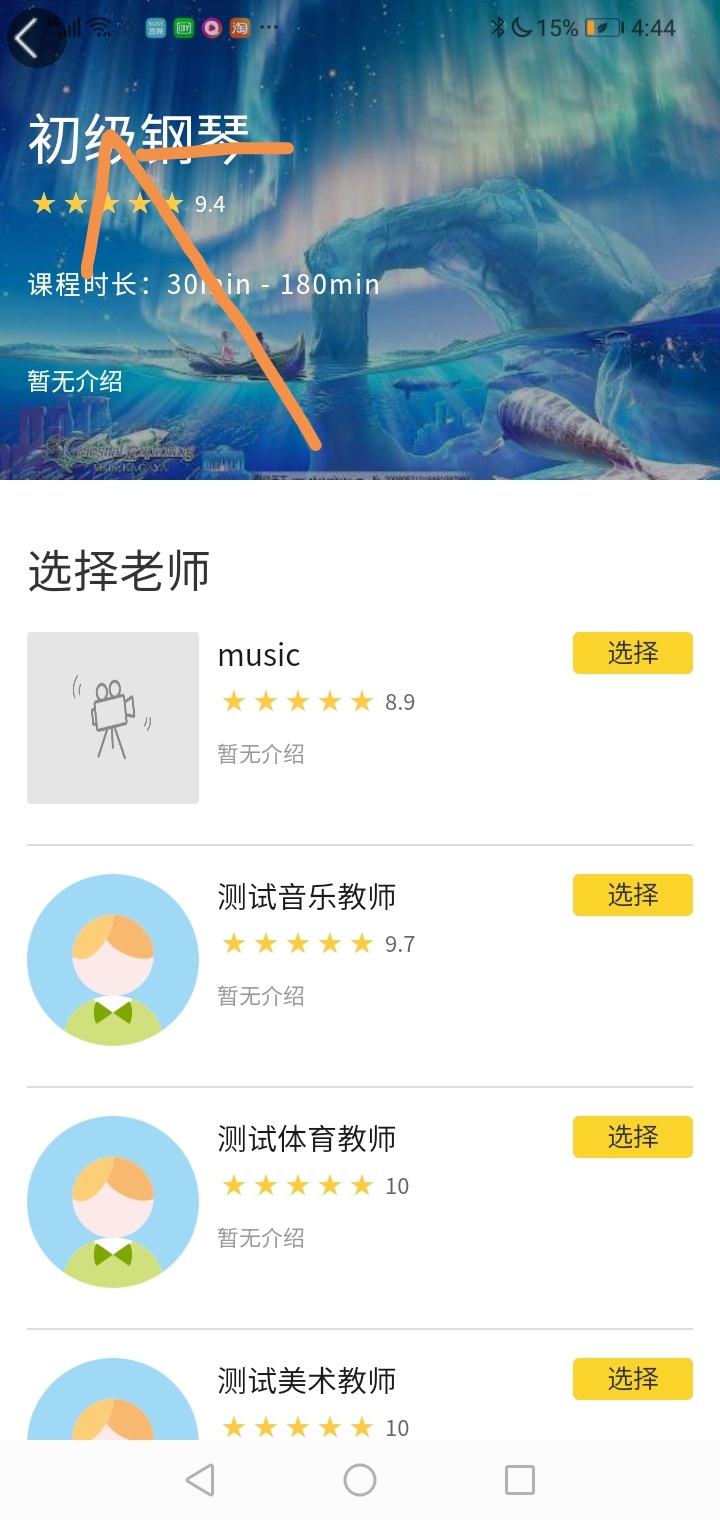 15% 4:44
初级钢琴
9.4
课程时长：30min - 180min
暂无介绍
选择老师
music
选择
8.9
暂无介绍
测试音乐教师
选择
9.7
暂无介绍
测试体育教师
选择
10
暂无介绍
测试美术教师
选择
10